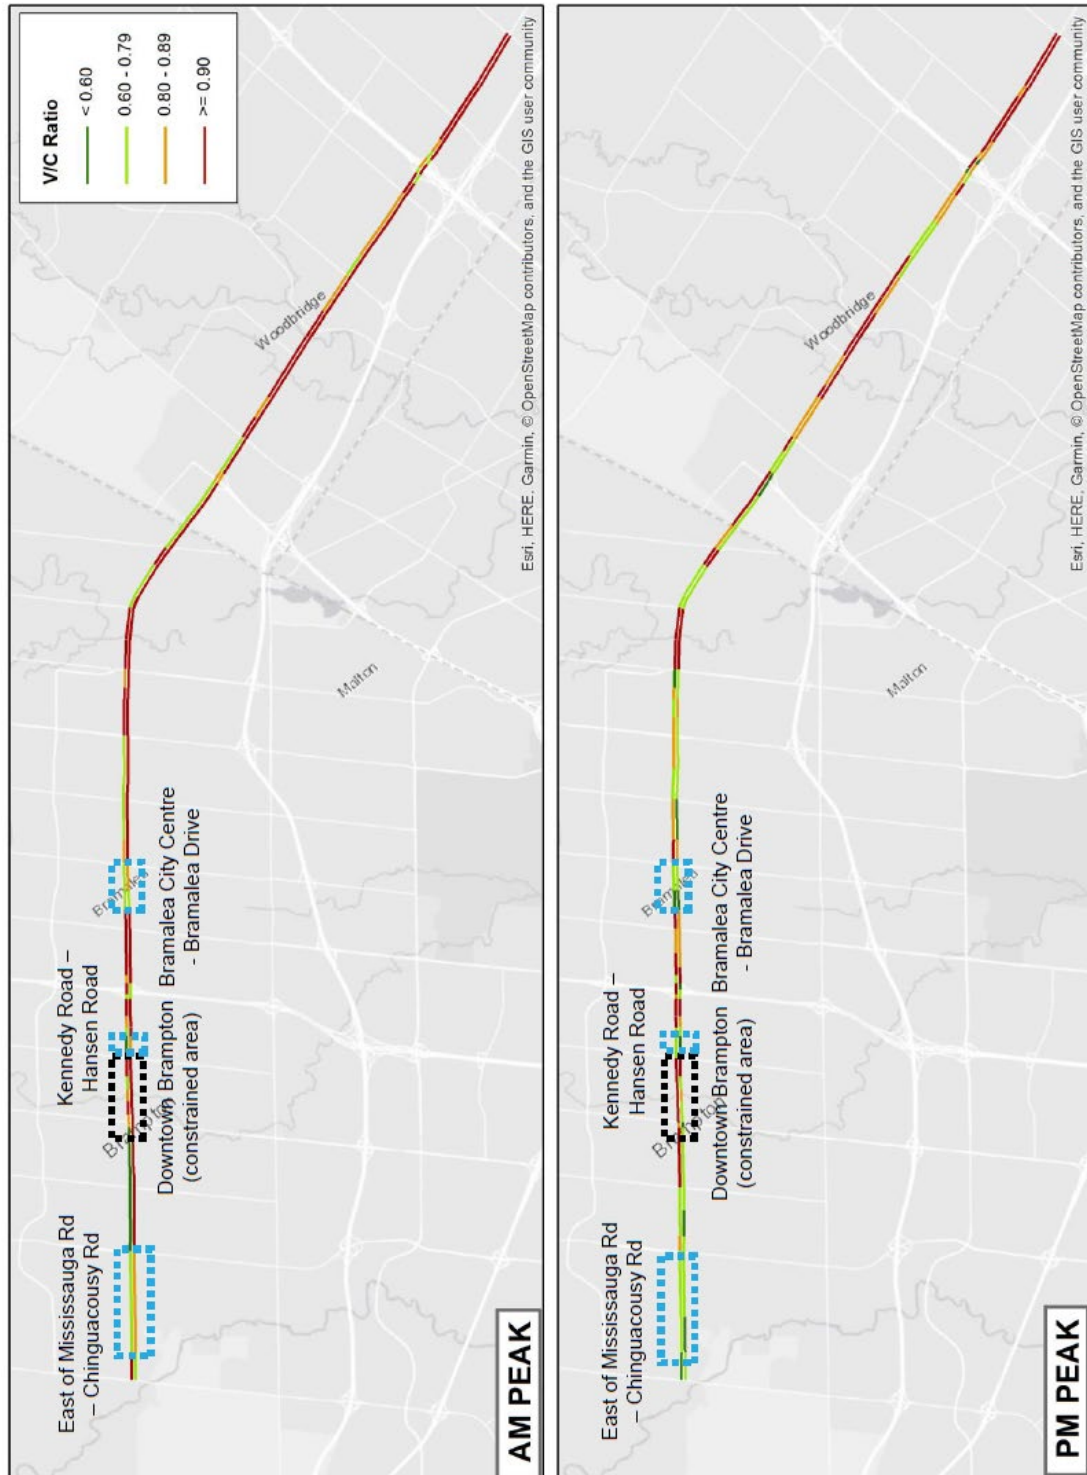 V/C Ratio
< 0.60
0.60 - 0.79
0.80 - 0.89
>= 0.90
East of Mississauga Rd
– Chinguacousy Rd
Kennedy Road –
Hansen Road
Brampton
Downtown Brampton
(constrained area)
Bramalea
Bramalea City Centre
- Bramalea Drive
Malton
Woodbridge
AM PEAK
Esri, HERE, Garmin, © OpenStreetMap contributors, and the GIS user community
East of Mississauga Rd
– Chinguacousy Rd
Kennedy Road –
Hansen Road
Brampton
Downtown Brampton
(constrained area)
Bramalea
Bramalea City Centre
- Bramalea Drive
Malton
Woodbridge
PM PEAK
Esri, HERE, Garmin, © OpenStreetMap contributors, and the GIS user community